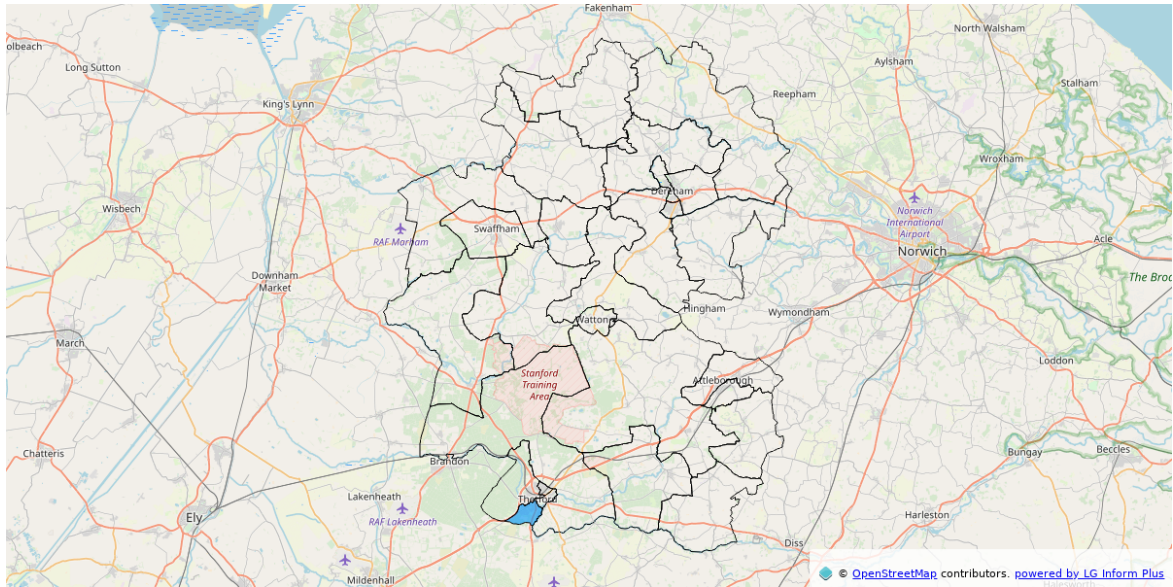 Fakenham
North Walsham
Long Sutton
Aylsham
Stalham
Reepham
King's Lynn
Wroxham
Dereham
Wisbech
Swaffham
RAF Marham
Norwich
International
Airport
Acle
Norwich
Downham
Market
The Broa
Hingham
Wymondham
Watton
March
Loddon
Stanford
Training
Area
Attleborough
Chatteris
Brandon
Bungay
Beccles
Lakenheath
Thetford
RAF Lakenheath
Ely
Harleston
Diss
Mildenhall
© OpenStreetMap contributors. powered by LG Inform Plus